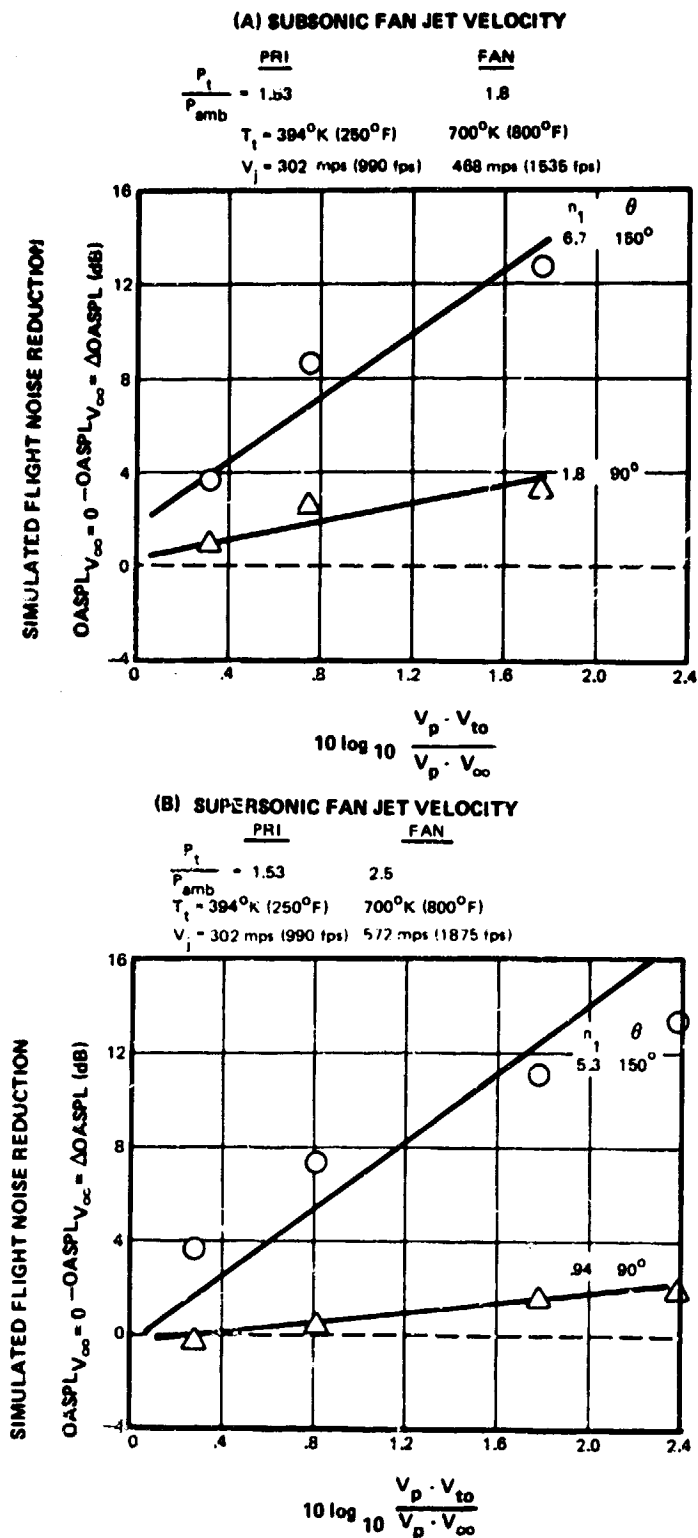 (A) SUBSONIC FAN JET VELOCITY
PRI FAN
P_t / P_amb = 1.53 1.8
T_t = 394°K (250°F) 700°K (800°F)
V_j = 302 mps (990 fps) 468 mps (1535 fps)
SIMULATED FLIGHT NOISE REDUCTION
OASPL_V∞ = 0 - OASPL_V∞ = ΔOASPL (dB)
16
12
8
4
0
-4
n_1 θ
6.7 150°
1.8 90°
0 .4 .8 1.2 1.6 2.0 2.4
10 log 10 V_p · V_to / V_p · V_∞
(B) SUPERSONIC FAN JET VELOCITY
PRI FAN
P_t / P_amb = 1.53 2.5
T_t = 394°K (250°F) 700°K (800°F)
V_j = 302 mps (990 fps) 572 mps (1875 fps)
SIMULATED FLIGHT NOISE REDUCTION
OASPL_V∞ = 0 - OASPL_V∞ = ΔOASPL (dB)
16
12
8
4
0
-4
n_1 θ
5.3 150°
.94 90°
0 .4 .8 1.2 1.6 2.0 2.4
10 log 10 V_p · V_to / V_p · V_∞